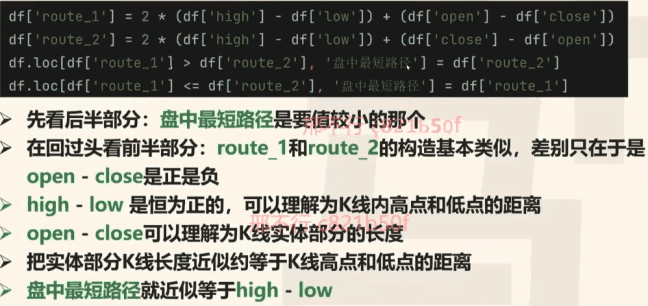 df['route_1'] = 2 * (df['high'] - df['low']) + (df['open'] - df['close'])
df['route_2'] = 2 * (df['high'] - df['low']) + (df['close'] - df['open'])
df.loc[df['route_1'] > df['route_2'], '盘中最短路径'] = df['route_2']
df.loc[df['route_1'] <= df['route_2'], '盘中最短路径'] = df['route_1']
先看后半部分：盘中最短路径是要值较小的那个
在回过头看前半部分：route_1和route_2的构造基本类似，差别只在于是
open - close是正是负
high - low 是恒为正的，可以理解为K线内高点和低点的距离
open - close可以理解为K线实体部分的长度
把实体部分K线长度近似约等于K线高点和低点的距离
盘中最短路径就近似等于high - low